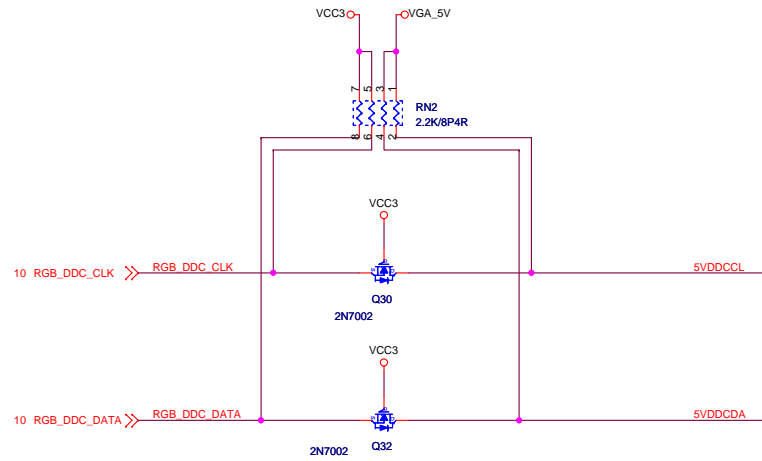 VCC3 VGA_5V
7 5 3 1
RN2
2.2K/8P4R
8 6 4 2
VCC3
10 RGB_DDC_CLK RGB_DDC_CLK 5VDDCCL
Q30
2N7002
VCC3
10 RGB_DDC_DATA RGB_DDC_DATA 5VDDCDA
2N7002 Q32